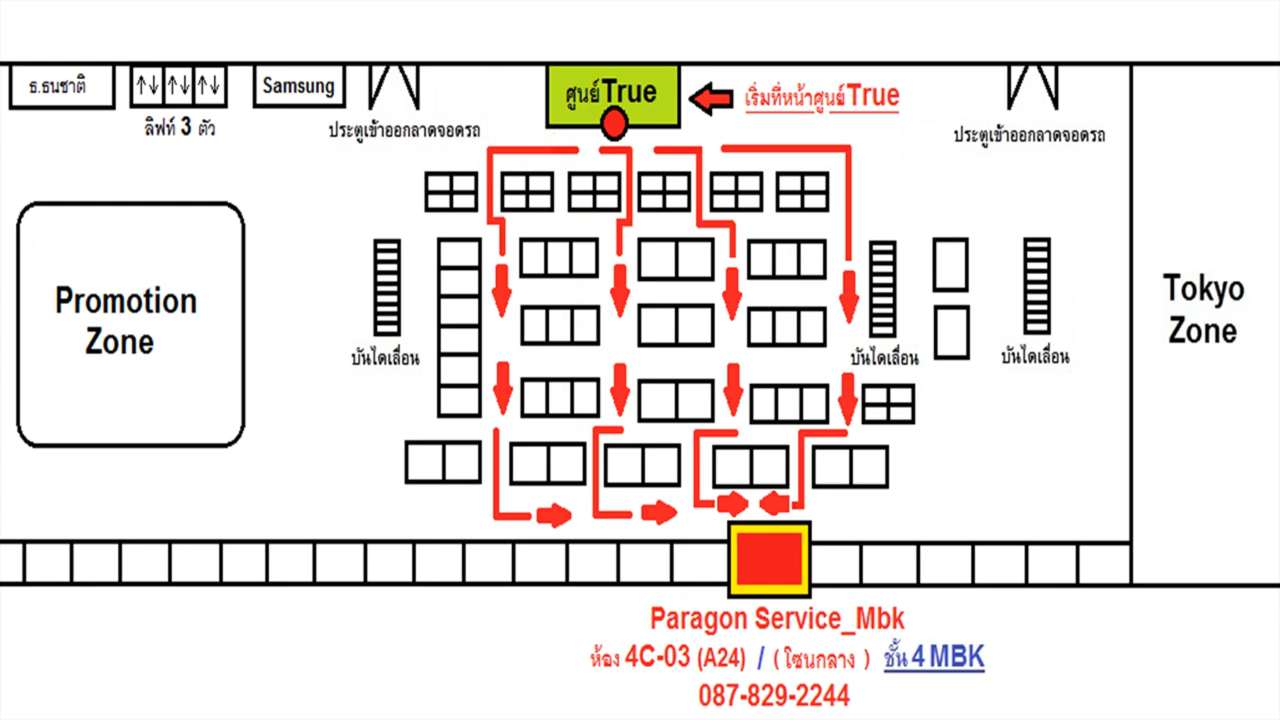 ธ.ธนชาติ
↑↓ ↑↓ ↑↓
ลิฟท์ 3 ตัว
Samsung
ประตูเข้าออกลาดจอดรถ
ศูนย์True
เริ่มที่หน้าศูนย์True
ประตูเข้าออกลาดจอดรถ
Promotion
Zone
บันไดเลื่อน
บันไดเลื่อน
บันไดเลื่อน
Tokyo
Zone
Paragon Service_Mbk
ห้อง 4C-03 (A24) / ( โซนกลาง ) ชั้น 4 MBK
087-829-2244